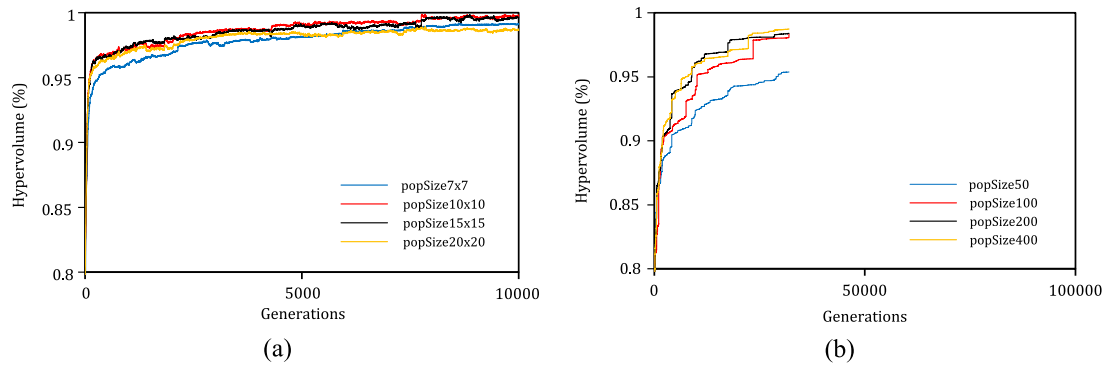 Hypervolume (%)
1
0.95
0.9
0.85
0.8
popSize7x7
popSize10x10
popSize15x15
popSize20x20
0
5000
10000
Generations
(a)
Hypervolume (%)
1
0.95
0.9
0.85
0.8
popSize50
popSize100
popSize200
popSize400
0
50000
100000
Generations
(b)